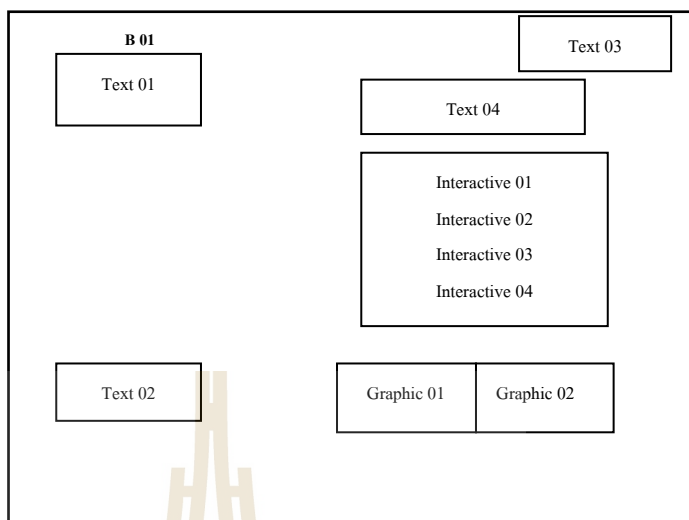 B 01
Text 01
Text 03
Text 04
Interactive 01
Interactive 02
Interactive 03
Interactive 04
Text 02
Graphic 01
Graphic 02